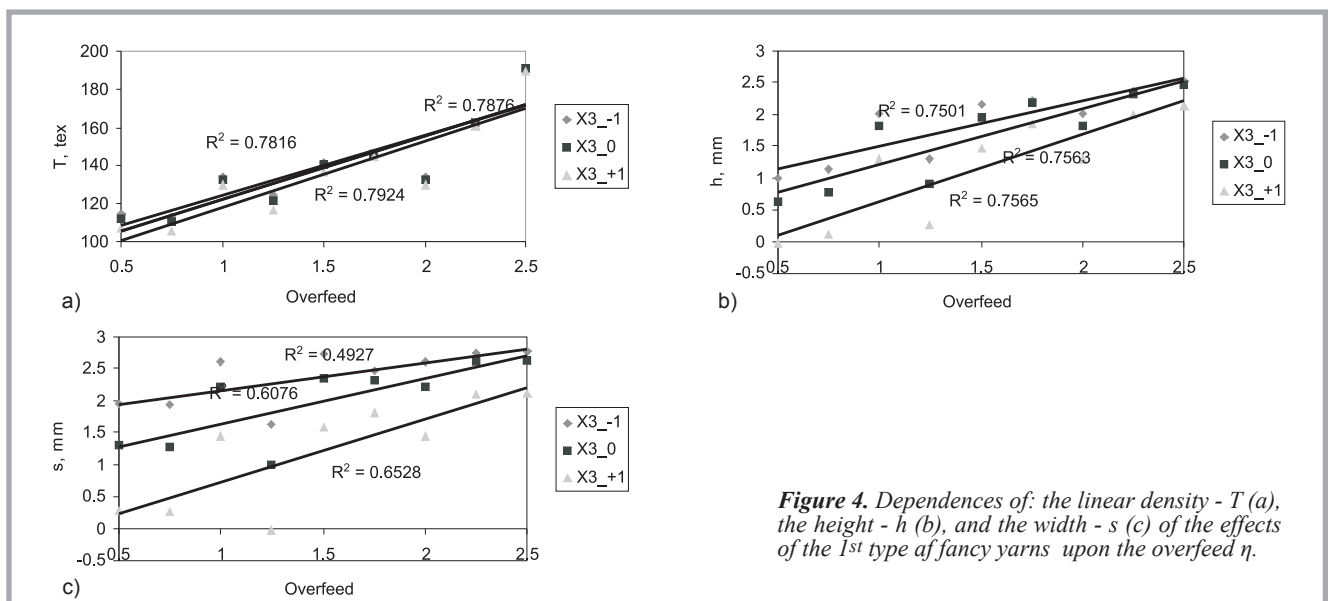 200
180
160
140
120
100
T, tex
R² = 0.7876
R² = 0.7816
R² = 0.7924
0.5 1 1.5 2 2.5
Overfeed
X3_-1
X3_0
X3_+1
a)
3
2.5
2
1.5
1
0.5
0
-0.5
h, mm
R² = 0.7501
R² = 0.7563
R² = 0.7565
0.5 1 1.5 2 2.5
Overfeed
X3_-1
X3_0
X3_+1
b)
3
2.5
2
1.5
1
0.5
0
-0.5
s, mm
R² = 0.4927
R² = 0.6076
R² = 0.6528
0.5 1 1.5 2 2.5
Overfeed
X3_-1
X3_0
X3_+1
c)
Figure 4. Dependences of: the linear density - T (a),
the height - h (b), and the width - s (c) of the effects
of the 1st type af fancy yarns upon the overfeed η.